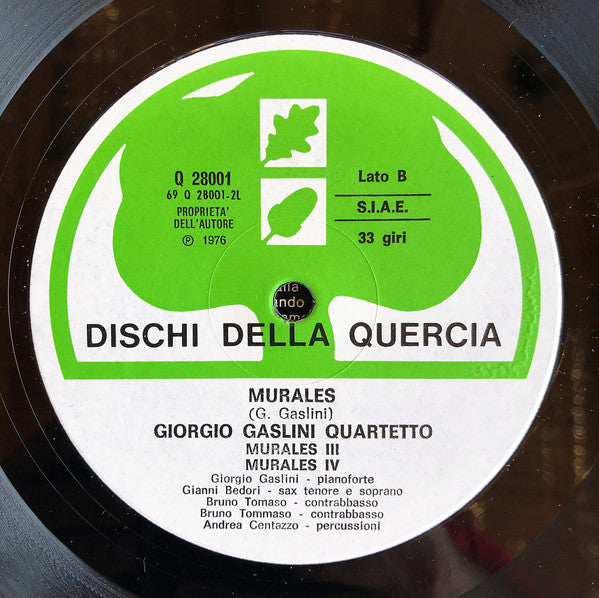 Q 28001
69 Q 28001-2L
PROPRIETA'
DELL'AUTORE
Ⓟ 1976
Lato B
S.I.A.E.
33 giri
ando
DISCHI DELLA QUERCIA
MURALES
(G. Gaslini)
GIORGIO GASLINI QUARTETTO
MURALES III
MURALES IV
Giorgio Gaslini - pianoforte
Gianni Bedori - sax tenore e soprano
Bruno Tomaso - contrabbasso
Bruno Tommaso - contrabbasso
Andrea Centazzo - percussioni